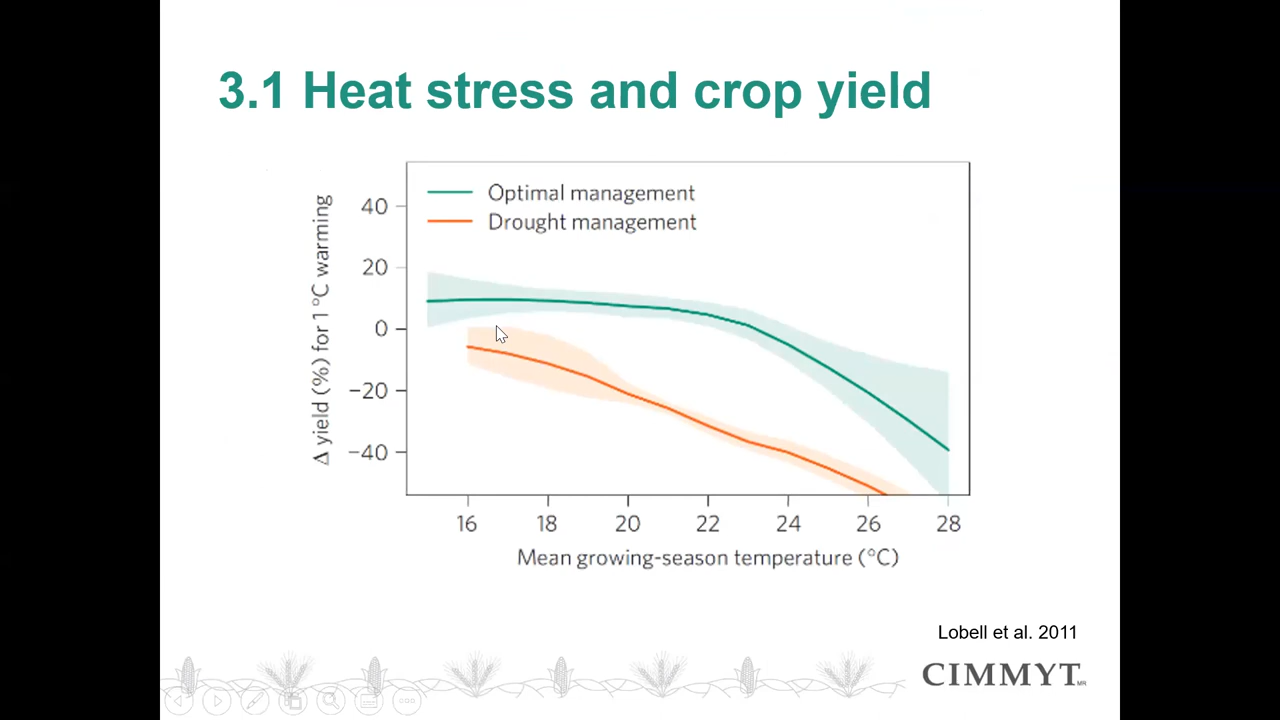 3.1 Heat stress and crop yield
Optimal management
Drought management
Δ yield (%) for 1 °C warming
40
20
0
−20
−40
16 18 20 22 24 26 28
Mean growing-season temperature (°C)
Lobell et al. 2011
CIMMYT